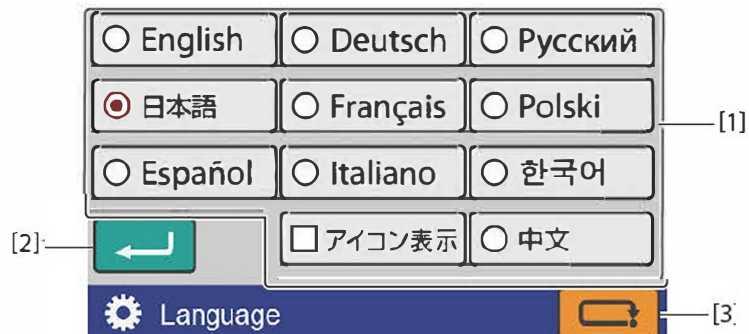 English Deutsch Русский
日本語 Français Polski [1]
Español Italiano 한국어
[2] アイコン表示 中文
Language [3]